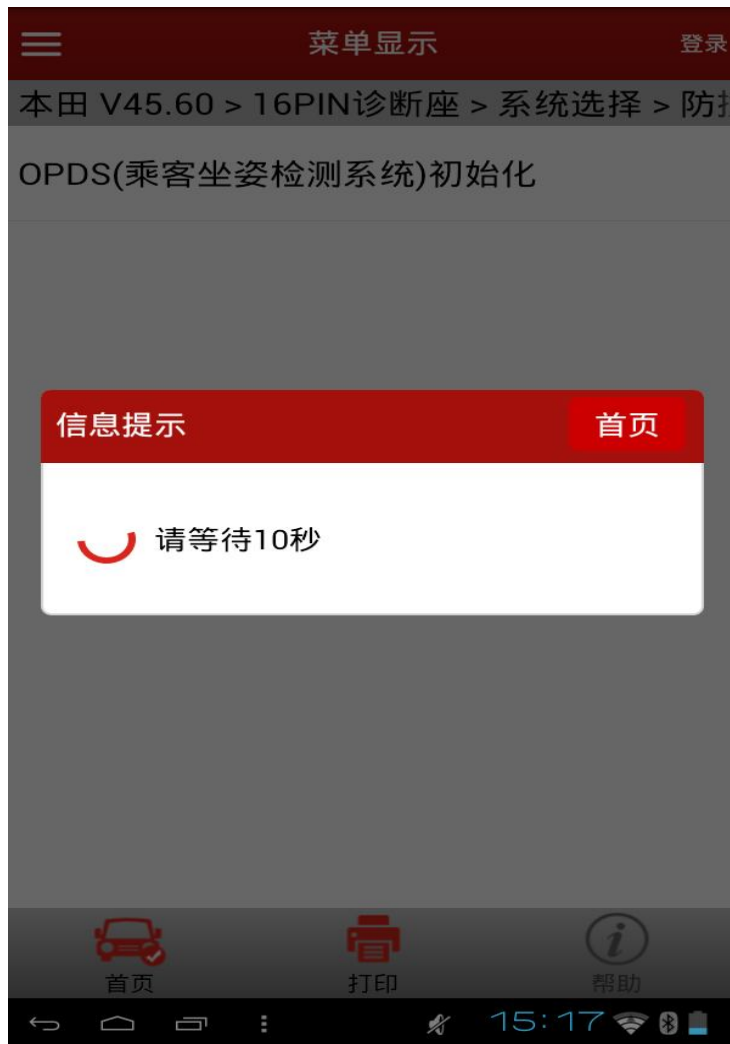 菜单显示 登录
本田 V45.60 > 16PIN诊断座 > 系统选择 > 防
OPDS(乘客坐姿检测系统)初始化
信息提示 首页
请等待10秒
首页 打印 帮助
15:17